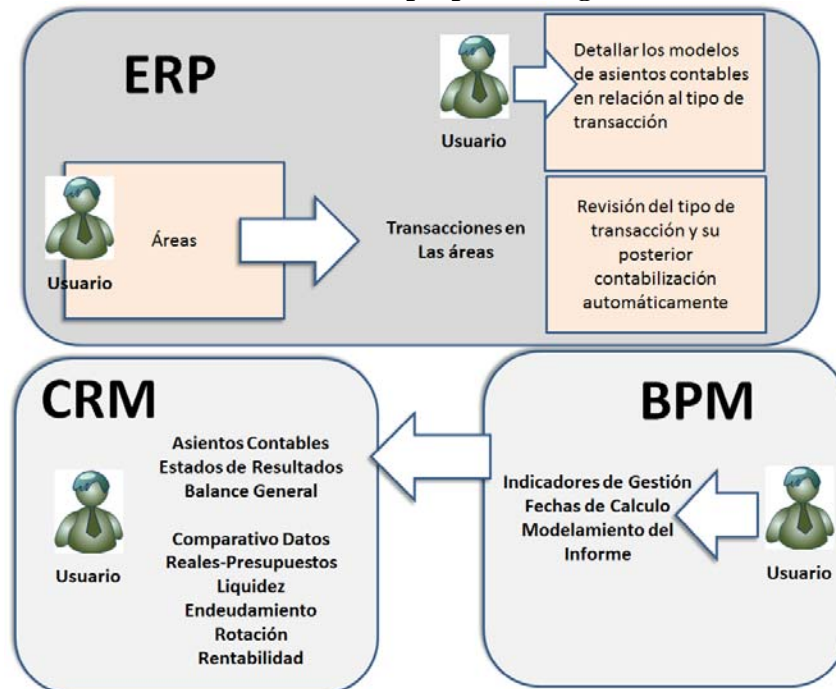 ERP
Usuario
Detallar los modelos
de asientos contables
en relación al tipo de
transacción
Usuario
Áreas
Transacciones en
Las áreas
Revisión del tipo de
transacción y su
posterior
contabilización
automáticamente
CRM
Usuario
Asientos Contables
Estados de Resultados
Balance General
Comparativo Datos
Reales-Presupuestos
Liquidez
Endeudamiento
Rotación
Rentabilidad
BPM
Indicadores de Gestión
Fechas de Calculo
Modelamiento del
Informe
Usuario